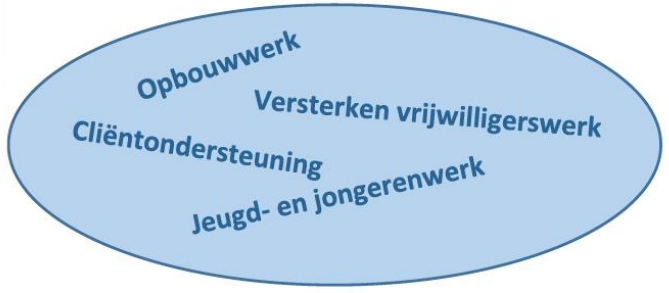 Opbouwwerk
Versterken vrijwilligerswerk
Cliëntondersteuning
Jeugd- en jongerenwerk